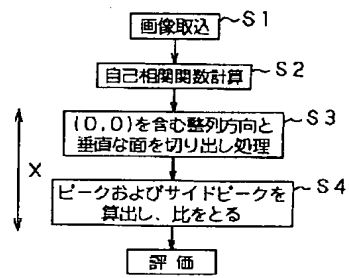 画像取込
S1
自己相関関数計算
S2
(0,0)を含む整列方向と
垂直な面を切り出し処理
S3
X
ピークおよびサイドピークを
算出し、比をとる
S4
評価